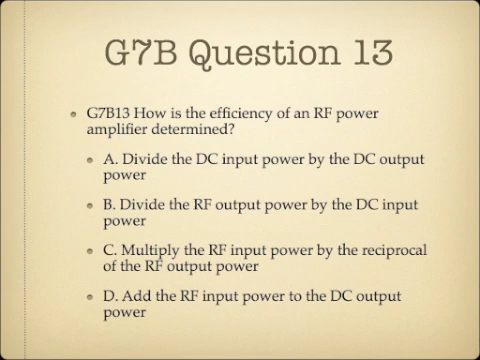 G7B Question 13
G7B13 How is the efficiency of an RF power
amplifier determined?
A. Divide the DC input power by the DC output
power
B. Divide the RF output power by the DC input
power
C. Multiply the RF input power by the reciprocal
of the RF output power
D. Add the RF input power to the DC output
power